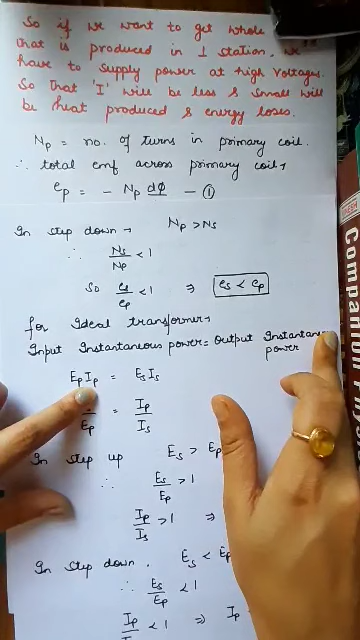 So if we want to get whole
that is produced in 1 station, we
have to supply power at high voltages.
So that 'I' will be less & small will
be heat produced & energy loses.
Np = no. of turns in primary coil.
∴ total emf across primary coil→
ep = - Np dϕ — ①
In step down→ Np > Ns
∴ Ns/Np < 1
So es/ep < 1 ⇒ es < ep
for Ideal transformer→
Input Instantaneous power = Output Instantaneous
power
EpIp = EsIs
/Ep = Ip/Is
In step up Es > Ep
∴ Es/Ep > 1
Ip/Is > 1 ⇒
In step down. Es < Ep
∴ Es/Ep < 1
Ip/I < 1 ⇒ Ip
Companion